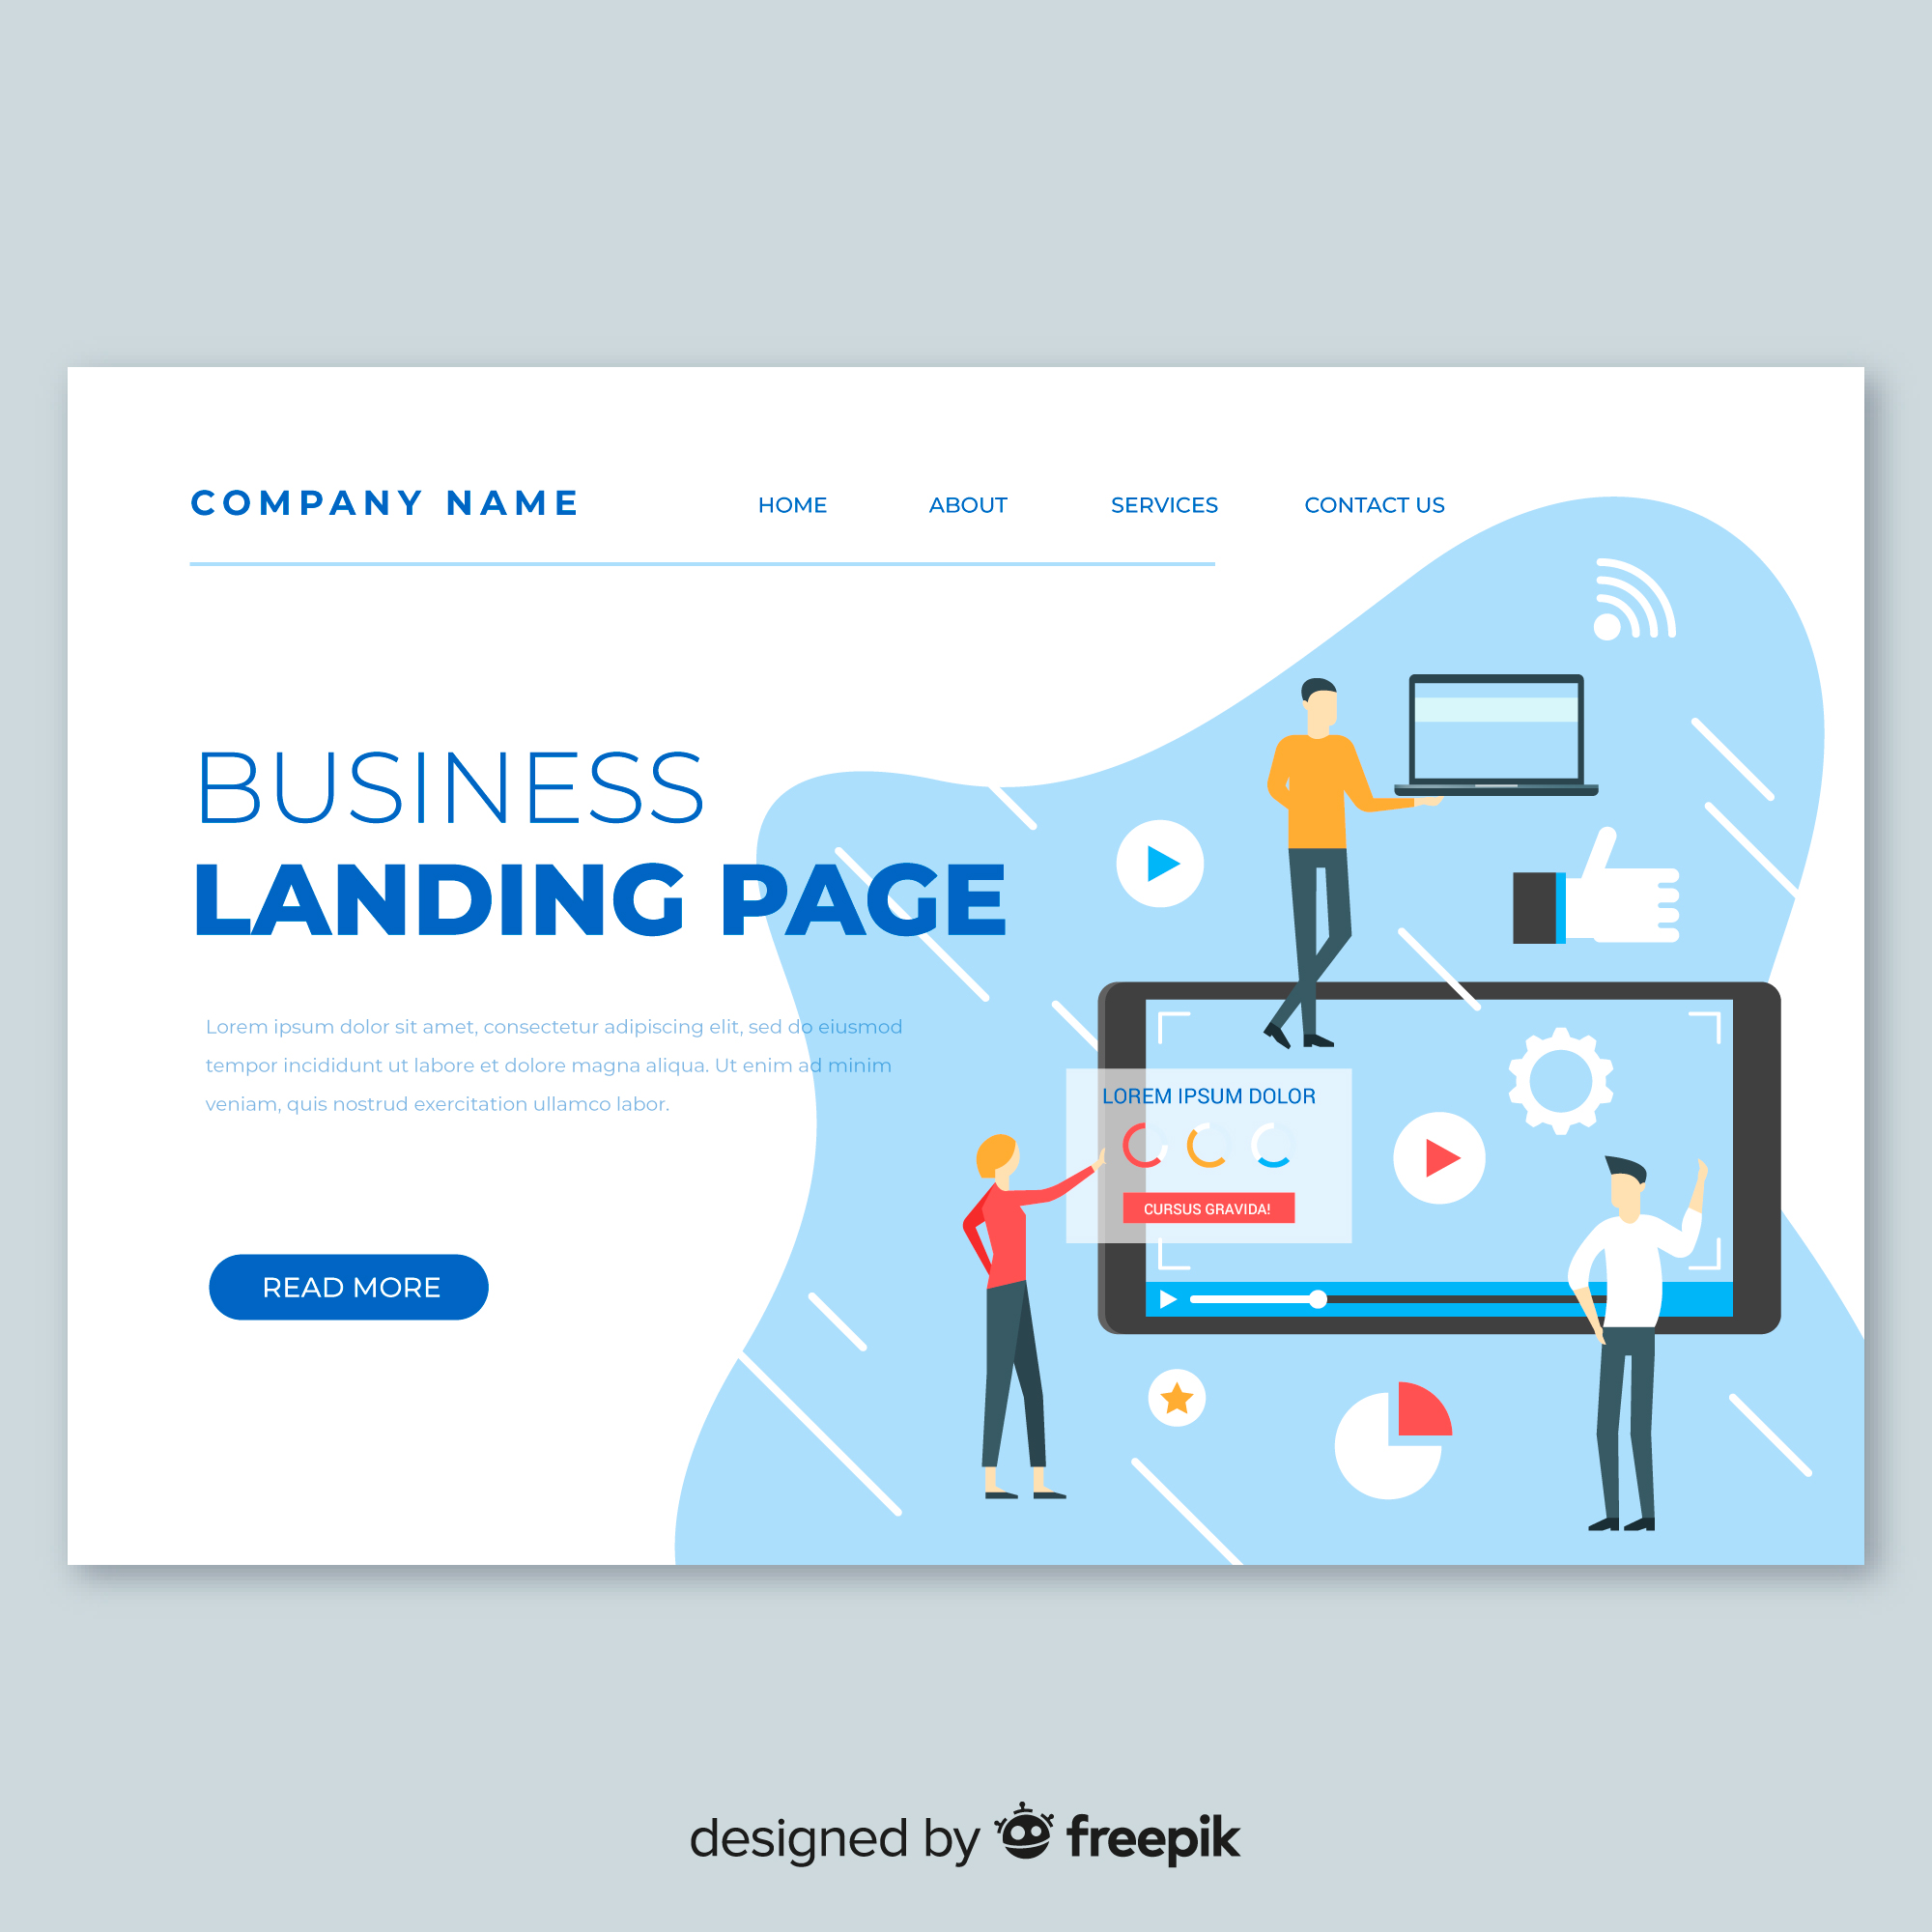 COMPANY NAME
HOME ABOUT SERVICES CONTACT US
BUSINESS
LANDING PAGE
Lorem ipsum dolor sit amet, consectetur adipiscing elit, sed do eiusmod
tempor incididunt ut labore et dolore magna aliqua. Ut enim ad minim
veniam, quis nostrud exercitation ullamco labor.
READ MORE
LOREM IPSUM DOLOR
CURSUS GRAVIDA!
designed by freepik